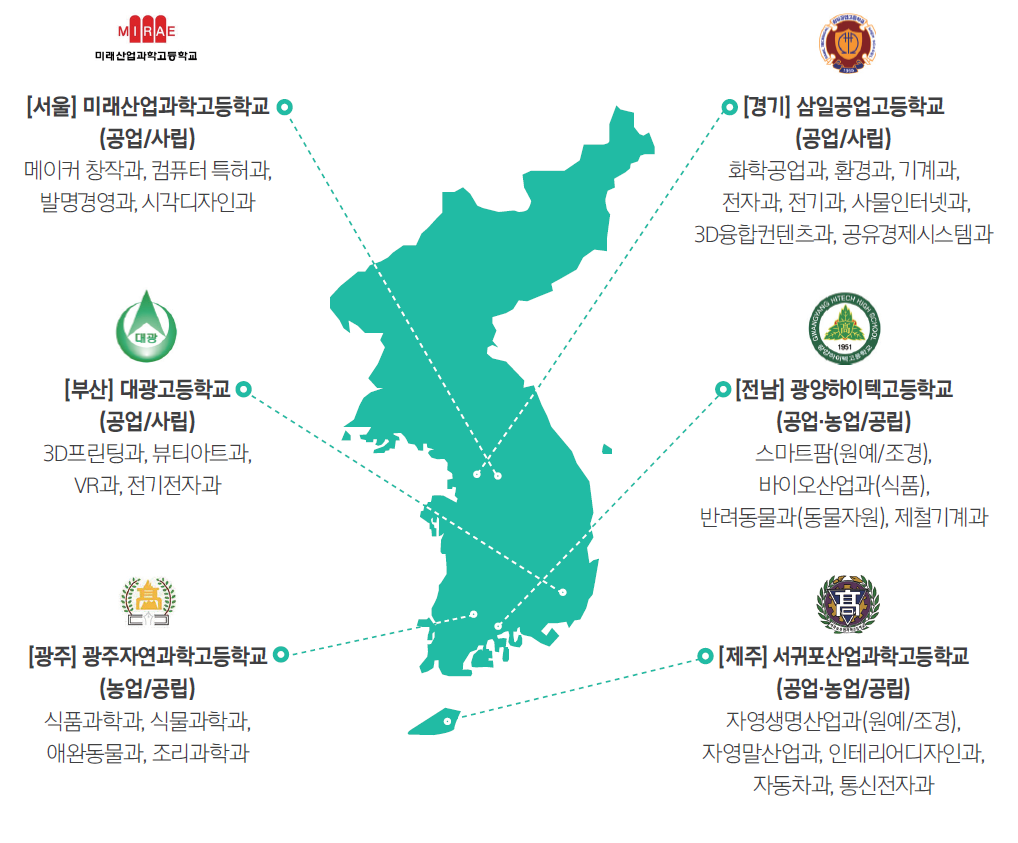 MIRAE
미래산업과학고등학교
[서울] 미래산업과학고등학교
(공업/사립)
메이커 창작과, 컴퓨터 특허과,
발명경영과, 시각디자인과
[경기] 삼일공업고등학교
(공업/사립)
화학공업과, 환경과, 기계과,
전자과, 전기과, 사물인터넷과,
3D융합컨텐츠과, 공유경제시스템과
대광
[부산] 대광고등학교
(공업/사립)
3D프린팅과, 뷰티아트과,
VR과, 전기전자과
GWANGYANG HITECH HIGH SCHOOL
高
1951
광양하이텍고등학교
[전남] 광양하이텍고등학교
(공업·농업/공립)
스마트팜(원예/조경),
바이오산업과(식품),
반려동물과(동물자원), 제철기계과
高
[광주] 광주자연과학고등학교
(농업/공립)
식품과학과, 식물과학과,
애완동물과, 조리과학과
高
[제주] 서귀포산업과학고등학교
(공업·농업/공립)
자영생명산업과(원예/조경),
자영말산업과, 인테리어디자인과,
자동차과, 통신전자과